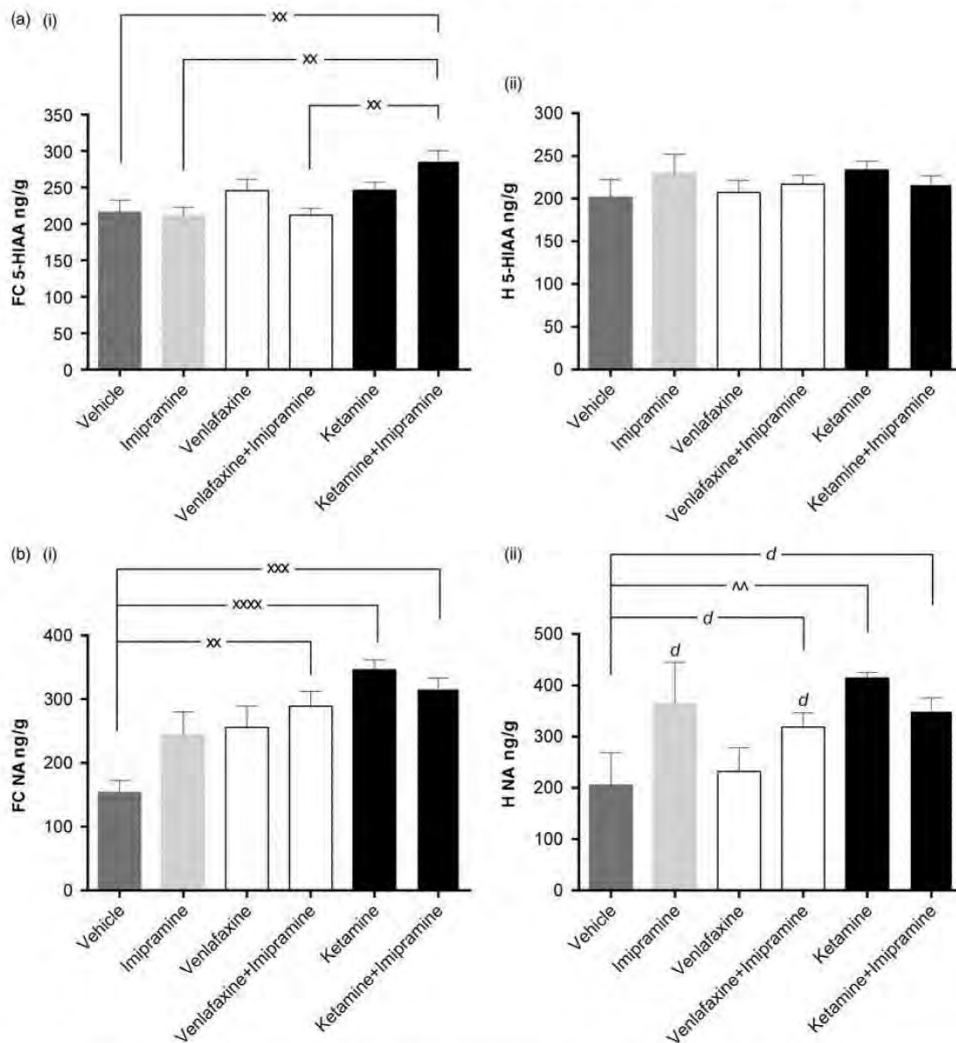 (a) (i)
xx
xx
xx
FC 5-HIAA ng/g
350
300
250
200
150
100
50
0
Vehicle
Imipramine
Venlafaxine
Venlafaxine+Imipramine
Ketamine
Ketamine+Imipramine
(ii)
H 5-HIAA ng/g
300
250
200
150
100
50
0
Vehicle
Imipramine
Venlafaxine
Venlafaxine+Imipramine
Ketamine
Ketamine+Imipramine
(b) (i)
xxx
xxxx
xx
FC NA ng/g
400
300
200
100
0
Vehicle
Imipramine
Venlafaxine
Venlafaxine+Imipramine
Ketamine
Ketamine+Imipramine
(ii)
d
^^
d
d
d
H NA ng/g
500
400
300
200
100
0
Vehicle
Imipramine
Venlafaxine
Venlafaxine+Imipramine
Ketamine
Ketamine+Imipramine